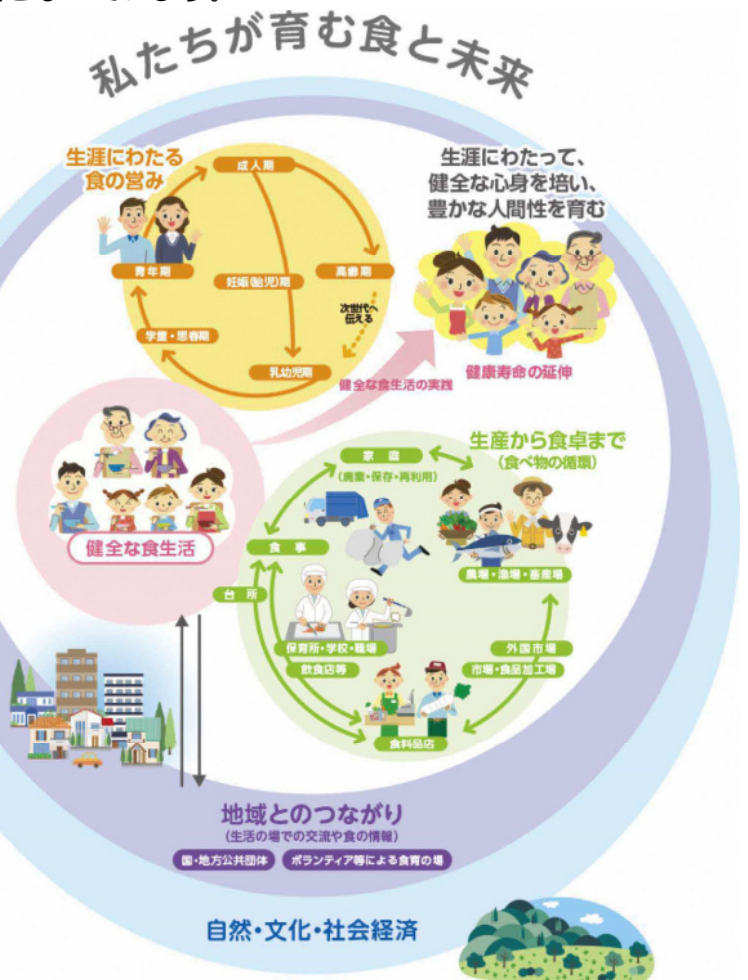 私たちが育む食と未来
生涯にわたる
食の営み
成人期
青年期
妊娠(胎児)期
高齢期
次世代へ
伝える
学童・思春期
乳幼児期
生涯にわたって、
健全な心身を培い、
豊かな人間性を育む
健康寿命の延伸
健全な食生活の実践
健全な食生活
生産から食卓まで
(食べ物の循環)
家庭
(廃棄・保存・再利用)
食事
農場・漁場・畜産場
台所
保育所・学校・職場
飲食店等
外国市場
市場・食品加工場
食料品店
地域とのつながり
(生活の場での交流や食の情報)
国・地方公共団体
ボランティア等による食育の場
自然・文化・社会経済